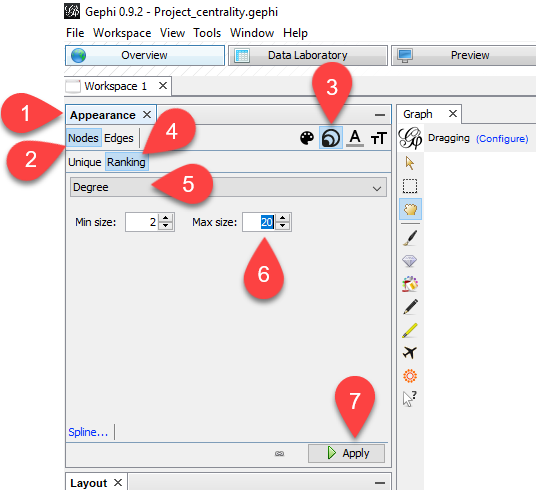 Gephi 0.9.2 - Project_centrality.gephi
File Workspace View Tools Window Help
Overview Data Laboratory Preview
Workspace 1 X
1 Appearance X 3 Graph X
2 Nodes Edges 4 A TT Dragging (Configure)
Unique Ranking
Degree 5
Min size: 2 Max size: 20
6
7
Spline...
Apply
Layout X